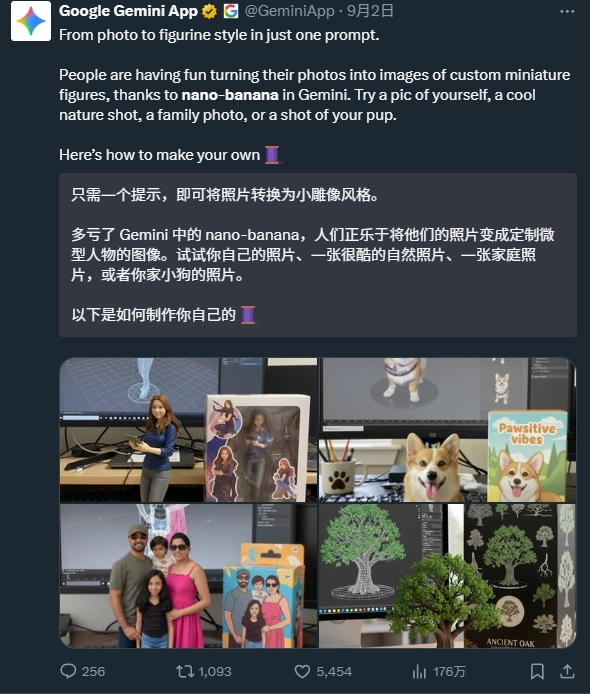 Google Gemini App @GeminiApp · 9月2日
From photo to figurine style in just one prompt.
People are having fun turning their photos into images of custom miniature
figures, thanks to nano-banana in Gemini. Try a pic of yourself, a cool
nature shot, a family photo, or a shot of your pup.
Here's how to make your own 🧵
只需一个提示，即可将照片转换为小雕像风格。
多亏了 Gemini 中的 nano-banana，人们正乐于将他们的照片变成定制微
型人物的图像。试试你自己的照片、一张很酷的自然照片、一张家庭照
片，或者你家小狗的照片。
以下是如何制作你自己的 🧵
Pawsitive
vibes
ANCIENT OAK
256 1,093 5,454 176万